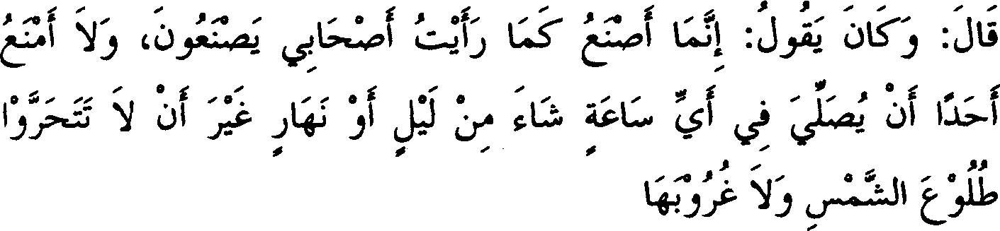 قَالَ: وَكَانَ يَقُولُ: إِنَّمَا أَصْنَعُ كَمَا رَأَيْتُ أَصْحَابِي يَصْنَعُونَ، وَلاَ أَمْنَعُ
أَحَدًا أَنْ يُصَلِّيَ فِي أَيِّ سَاعَةٍ شَاءَ مِنْ لَيْلٍ أَوْ نَهَارٍ غَيْرَ أَنْ لاَ تَتَحَرَّوْا
طُلُوْعَ الشَّمْسِ وَلاَ غُرُوْبَهَا